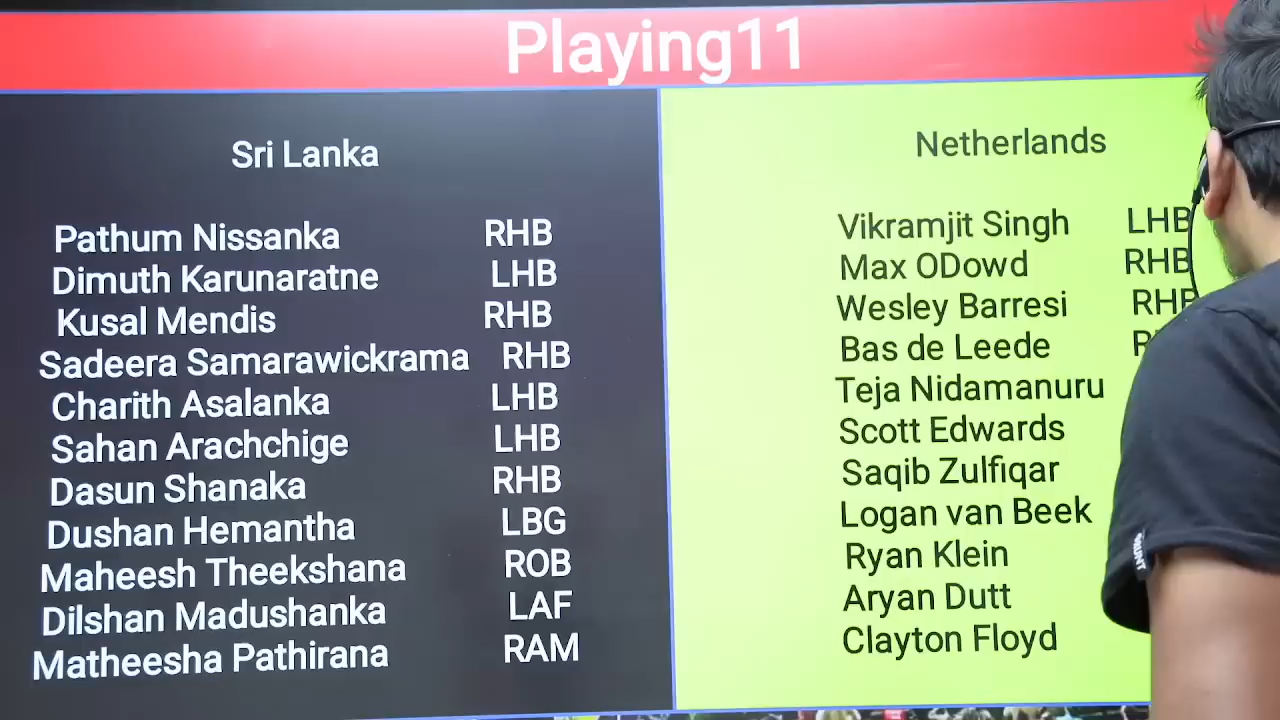 Playing11
Sri Lanka
Pathum Nissanka RHB
Dimuth Karunaratne LHB
Kusal Mendis RHB
Sadeera Samarawickrama RHB
Charith Asalanka LHB
Sahan Arachchige LHB
Dasun Shanaka RHB
Dushan Hemantha LBG
Maheesh Theekshana ROB
Dilshan Madushanka LAF
Matheesha Pathirana RAM
Netherlands
Vikramjit Singh LHB
Max ODowd RHB
Wesley Barresi RHB
Bas de Leede
Teja Nidamanuru
Scott Edwards
Saqib Zulfiqar
Logan van Beek
Ryan Klein
Aryan Dutt
Clayton Floyd